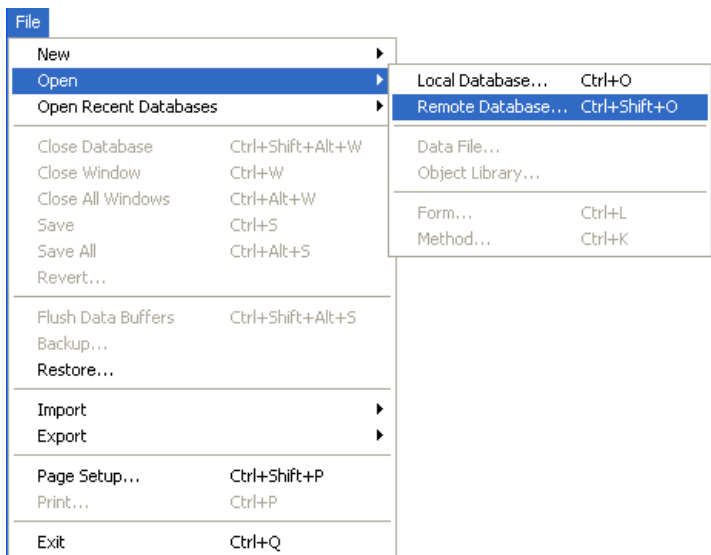 File
New
Open
Open Recent Databases
Close Database Ctrl+Shift+Alt+W
Close Window Ctrl+W
Close All Windows Ctrl+Alt+W
Save Ctrl+S
Save All Ctrl+Alt+S
Revert...
Flush Data Buffers Ctrl+Shift+Alt+S
Backup...
Restore...
Import
Export
Page Setup... Ctrl+Shift+P
Print... Ctrl+P
Exit Ctrl+Q
Local Database... Ctrl+O
Remote Database... Ctrl+Shift+O
Data File...
Object Library...
Form... Ctrl+L
Method... Ctrl+K